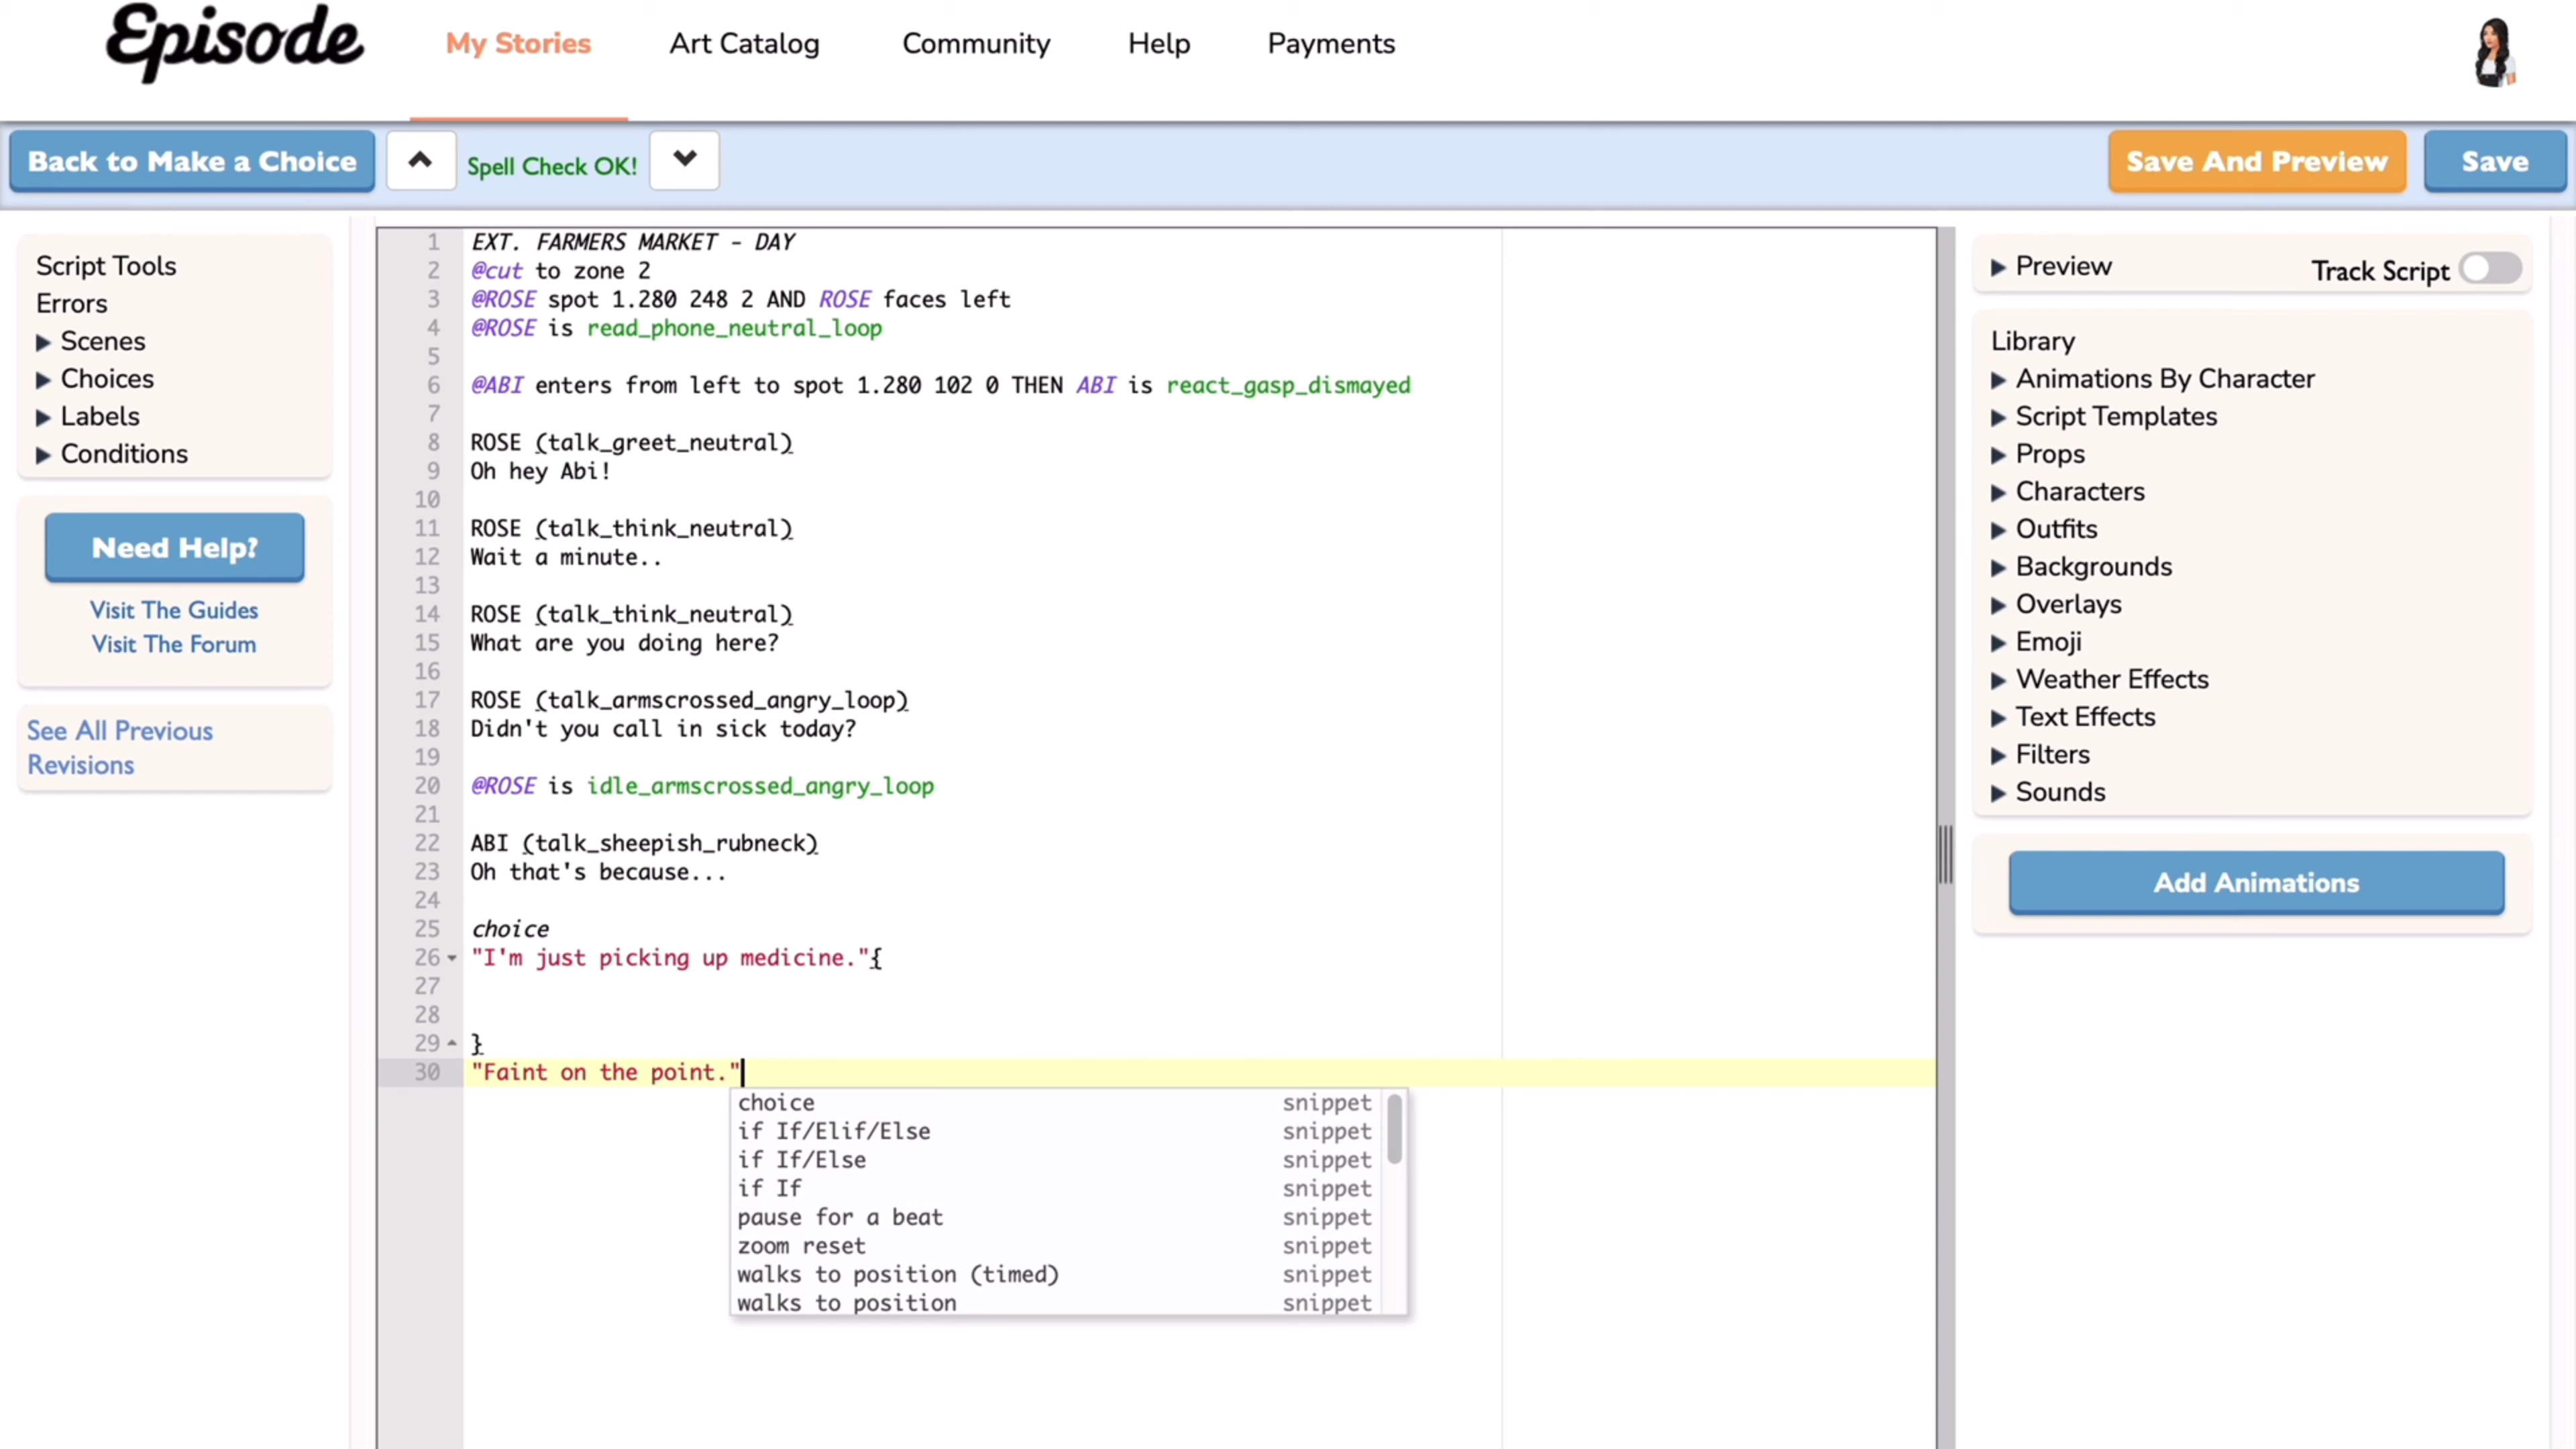 Episode
My Stories
Art Catalog
Community
Help
Payments
Back to Make a Choice
Spell Check OK!
Save And Preview
Save
Script Tools
Errors
Scenes
Choices
Labels
Conditions
Need Help?
Visit The Guides
Visit The Forum
See All Previous
Revisions
1 EXT. FARMERS MARKET - DAY
2 @cut to zone 2
3 @ROSE spot 1.280 248 2 AND ROSE faces left
4 @ROSE is read_phone_neutral_loop
5
6 @ABI enters from left to spot 1.280 102 0 THEN ABI is react_gasp_dismayed
7
8 ROSE (talk_greet_neutral)
9 Oh hey Abi!
10
11 ROSE (talk_think_neutral)
12 Wait a minute..
13
14 ROSE (talk_think_neutral)
15 What are you doing here?
16
17 ROSE (talk_armscrossed_angry_loop)
18 Didn't you call in sick today?
19
20 @ROSE is idle_armscrossed_angry_loop
21
22 ABI (talk_sheepish_rubneck)
23 Oh that's because...
24
25 choice
26 "I'm just picking up medicine."{
27
28
29 }
30 "Faint on the point."
choice snippet
if If/Elif/Else snippet
if If/Else snippet
if If snippet
pause for a beat snippet
zoom reset snippet
walks to position (timed) snippet
walks to position snippet
Preview
Track Script
Library
Animations By Character
Script Templates
Props
Characters
Outfits
Backgrounds
Overlays
Emoji
Weather Effects
Text Effects
Filters
Sounds
Add Animations